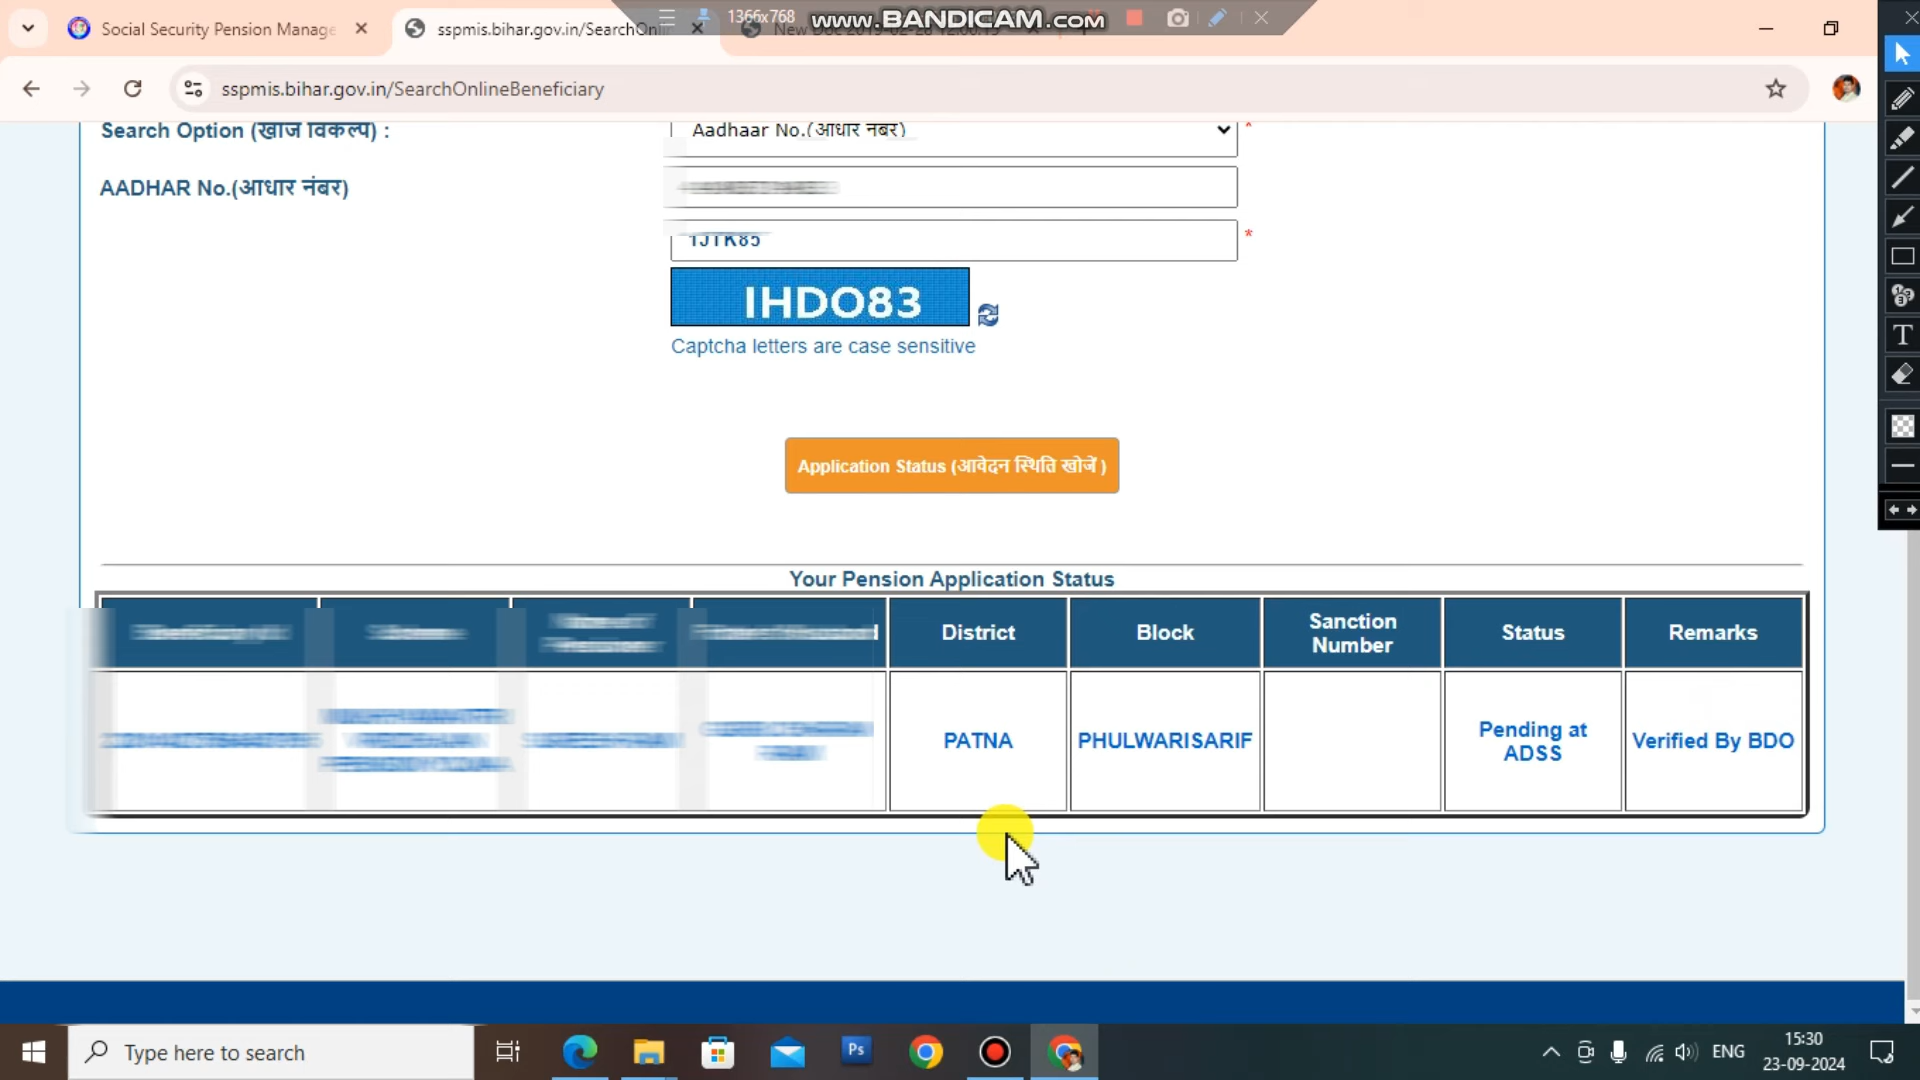 Social Security Pension Manage
sspmis.bihar.gov.in/SearchOnli
1366x768
www.BANDICAM.com
sspmis.bihar.gov.in/SearchOnlineBeneficiary
Search Option (खोज विकल्प) :
Aadhaar No.(आधार नंबर)
*
AADHAR No.(आधार नंबर)
1JTK85
*
IHDO83
Captcha letters are case sensitive
Application Status (आवेदन स्थिति खोजें )
Your Pension Application Status
District
Block
Sanction
Number
Status
Remarks
PATNA
PHULWARISARIF
Pending at
ADSS
Verified By BDO
Type here to search
Ps
ENG
15:30
23-09-2024
T